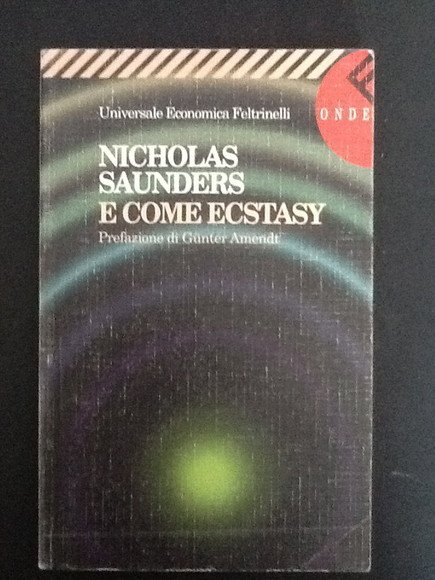 Universale Economica Feltrinelli
ONDE
NICHOLAS
SAUNDERS
E COME ECSTASY
Prefazione di Günter Amendt